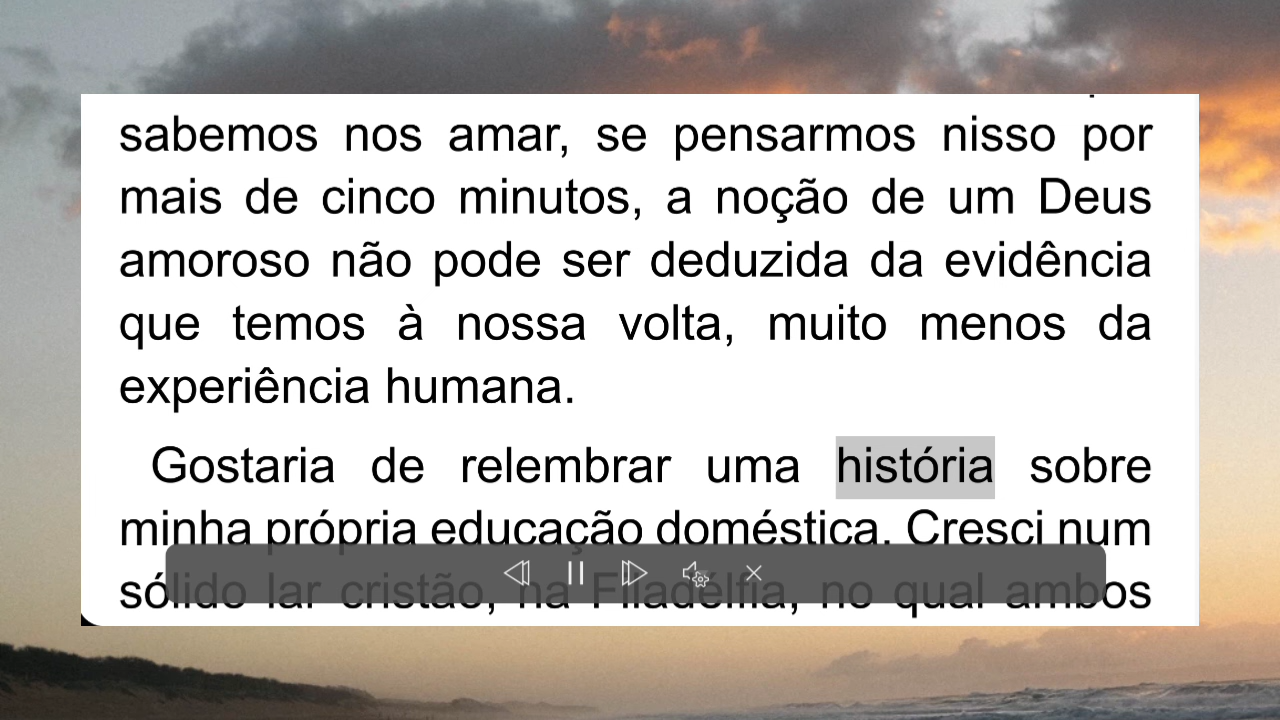 sabemos nos amar, se pensarmos nisso por
mais de cinco minutos, a noção de um Deus
amoroso não pode ser deduzida da evidência
que temos à nossa volta, muito menos da
experiência humana.
Gostaria de relembrar uma história sobre
minha própria educação doméstica. Cresci num
sólido lar cristão, na Filadélfia, no qual ambos